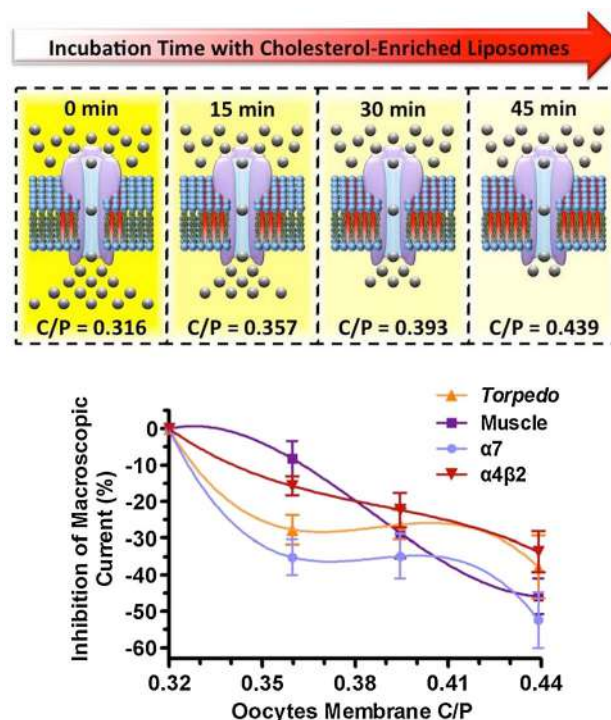 Incubation Time with Cholesterol-Enriched Liposomes
0 min
15 min
30 min
45 min
C/P = 0.316
C/P = 0.357
C/P = 0.393
C/P = 0.439
Torpedo
Muscle
α7
α4β2
Inhibition of Macroscopic
Current (%)
0
-10
-20
-30
-40
-50
-60
0.32
0.35
0.38
0.41
0.44
Oocytes Membrane C/P